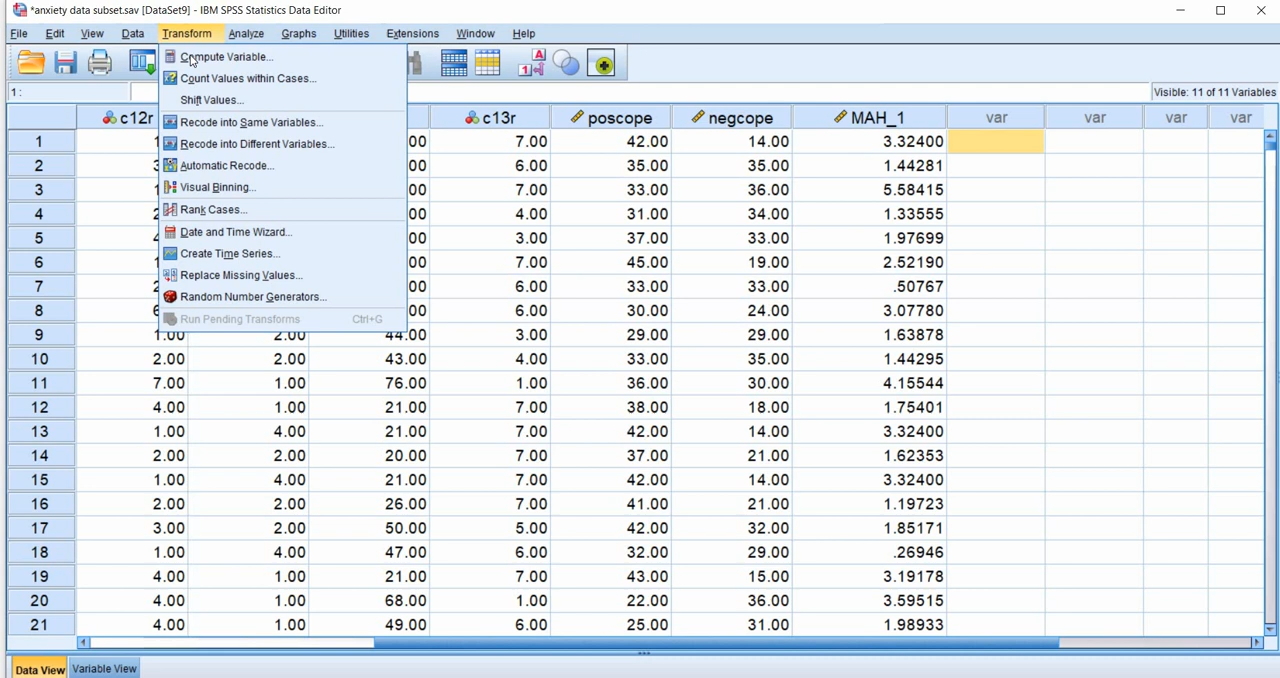 *anxiety data subset.sav [DataSet9] - IBM SPSS Statistics Data Editor
File Edit View Data Transform Analyze Graphs Utilities Extensions Window Help
Compute Variable...
Count Values within Cases...
Shift Values...
Recode into Same Variables...
Recode into Different Variables...
Automatic Recode...
Visual Binning...
Rank Cases...
Date and Time Wizard...
Create Time Series...
Replace Missing Values...
Random Number Generators...
Run Pending Transforms Ctrl+G
A
1 :
Visible: 11 of 11 Variables
c12r c13r poscope negcope MAH_1 var var var var
1 7.00 42.00 14.00 3.32400
2 6.00 35.00 35.00 1.44281
3 7.00 33.00 36.00 5.58415
4 4.00 31.00 34.00 1.33555
5 3.00 37.00 33.00 1.97699
6 7.00 45.00 19.00 2.52190
7 6.00 33.00 33.00 .50767
8 6.00 30.00 24.00 3.07780
9 1.00 2.00 44.00 3.00 29.00 29.00 1.63878
10 2.00 2.00 43.00 4.00 33.00 35.00 1.44295
11 7.00 1.00 76.00 1.00 36.00 30.00 4.15544
12 4.00 1.00 21.00 7.00 38.00 18.00 1.75401
13 1.00 4.00 21.00 7.00 42.00 14.00 3.32400
14 2.00 2.00 20.00 7.00 37.00 21.00 1.62353
15 1.00 4.00 21.00 7.00 42.00 14.00 3.32400
16 2.00 2.00 26.00 7.00 41.00 21.00 1.19723
17 3.00 2.00 50.00 5.00 42.00 32.00 1.85171
18 1.00 4.00 47.00 6.00 32.00 29.00 .26946
19 4.00 1.00 21.00 7.00 43.00 15.00 3.19178
20 4.00 1.00 68.00 1.00 22.00 36.00 3.59515
21 4.00 1.00 49.00 6.00 25.00 31.00 1.98933
Data View Variable View